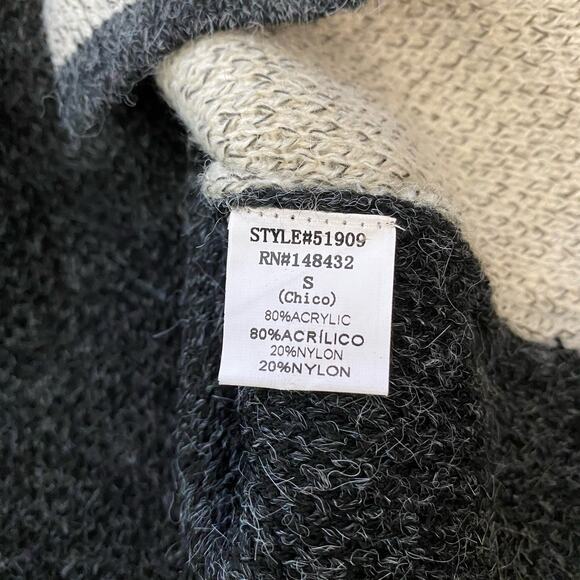 STYLE#51909
RN#148432
S
(Chico)
80%ACRYLIC
80%ACRÍLICO
20%NYLON
20%NYLON